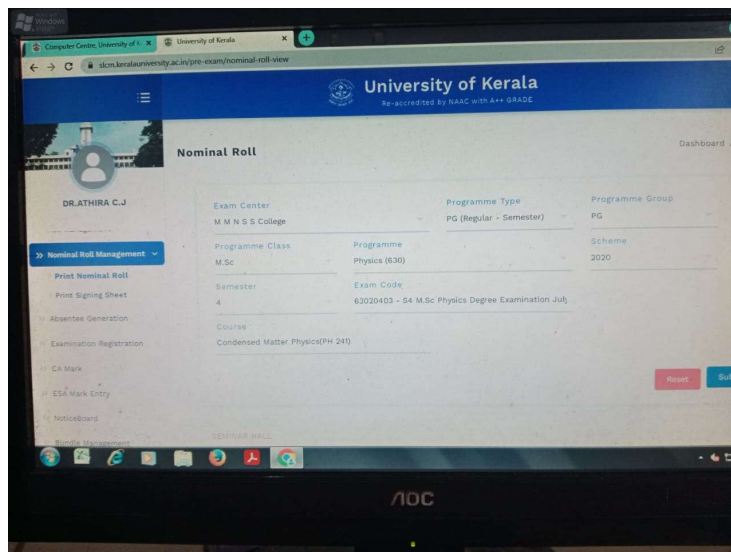 Windows
Computer Centre, University of K
University of Kerala
slcm.keralauniversity.ac.in/pre-exam/nominal-roll-view
University of Kerala
Re-accredited by NAAC with A++ GRADE
Nominal Roll
Dashboard
DR.ATHIRA C.J
Exam Center
M M N S S College
Programme Type
PG (Regular - Semester)
Programme Group
PG
Nominal Roll Management
Print Nominal Roll
Print Signing Sheet
Absentee Generation
Examination Registration
CA Mark
ESA Mark Entry
Noticeboard
Bundle Management
Programme Class
M.Sc
Programme
Physics (630)
Scheme
2020
Semester
4
Exam Code
63020403 - S4 M.Sc Physics Degree Examination July
Course
Condensed Matter Physics(PH 241)
Reset
Sub
SEMINAR HALL
AOC